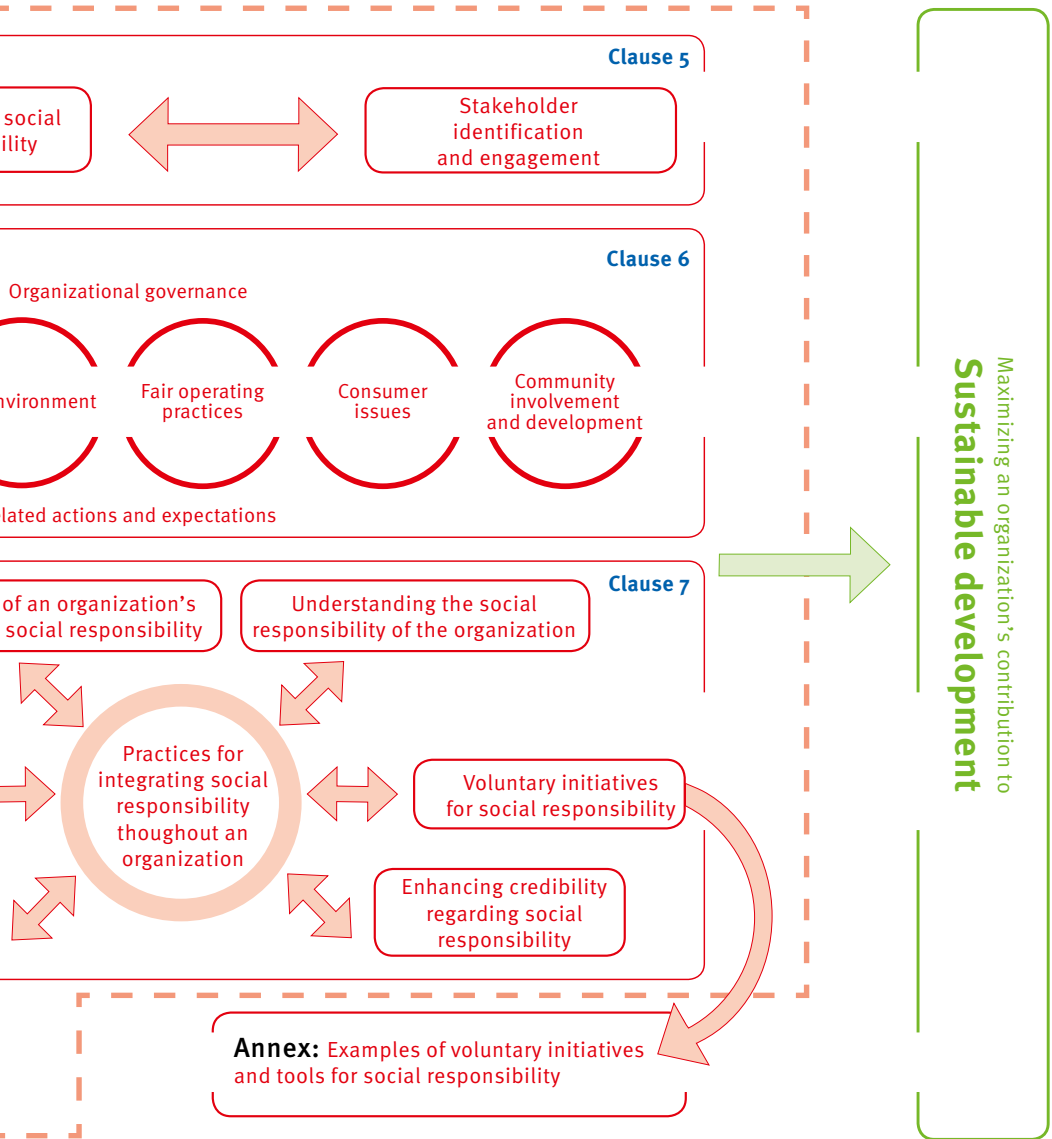 Clause 5
social
ility
Stakeholder
identification
and engagement
Clause 6
Organizational governance
nvironment
Fair operating
practices
Consumer
issues
Community
involvement
and development
lated actions and expectations
Clause 7
of an organization’s
social responsibility
Understanding the social
responsibility of the organization
Practices for
integrating social
responsibility
thoughout an
organization
Voluntary initiatives
for social responsibility
Enhancing credibility
regarding social
responsibility
Annex: Examples of voluntary initiatives
and tools for social responsibility
Maximizing an organization’s contribution to
Sustainable development